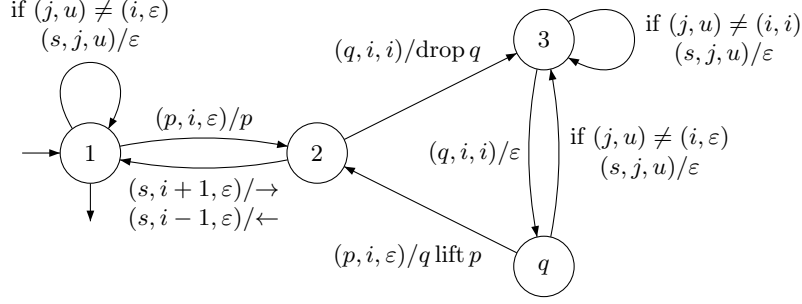 if (j, u) ≠ (i, ε)
(s, j, u)/ε
1
(p, i, ε)/p
(s, i + 1, ε)/→
(s, i − 1, ε)/←
2
(q, i, i)/drop q
3
if (j, u) ≠ (i, i)
(s, j, u)/ε
(q, i, i)/ε
if (j, u) ≠ (i, ε)
(s, j, u)/ε
(p, i, ε)/q lift p
q